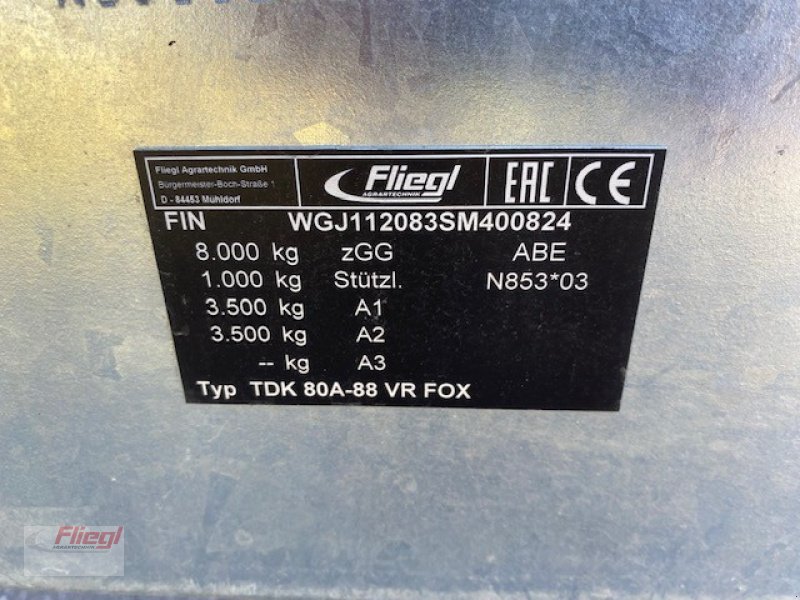 Fliegl Agrartechnik GmbH
Bürgermeister-Boch-Straße 1
D - 84453 Mühldorf
Fliegl
AGRARTECHNIK
EAC
CE
FIN WGJ112083SM400824
8.000 kg zGG ABE
1.000 kg Stützl. N853*03
3.500 kg A1
3.500 kg A2
-- kg A3
Typ TDK 80A-88 VR FOX
Fliegl
AGRARTECHNIK